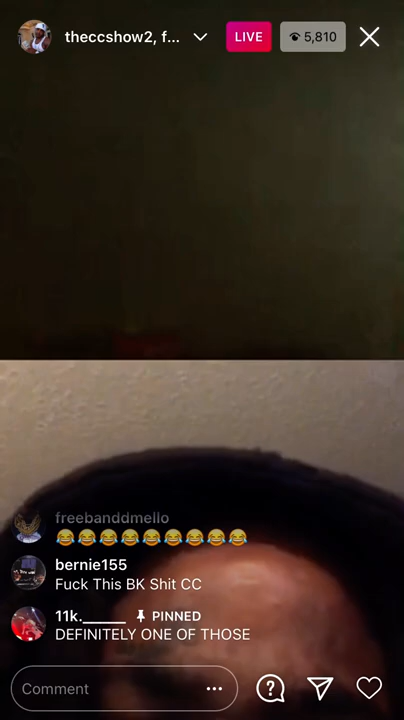 theccshow2, f...
LIVE
5,810
freebanddmello
😂😂😂😂😂😂😂😂😂
bernie155
Fuck This BK Shit CC
11k.______ PINNED
DEFINITELY ONE OF THOSE
Comment